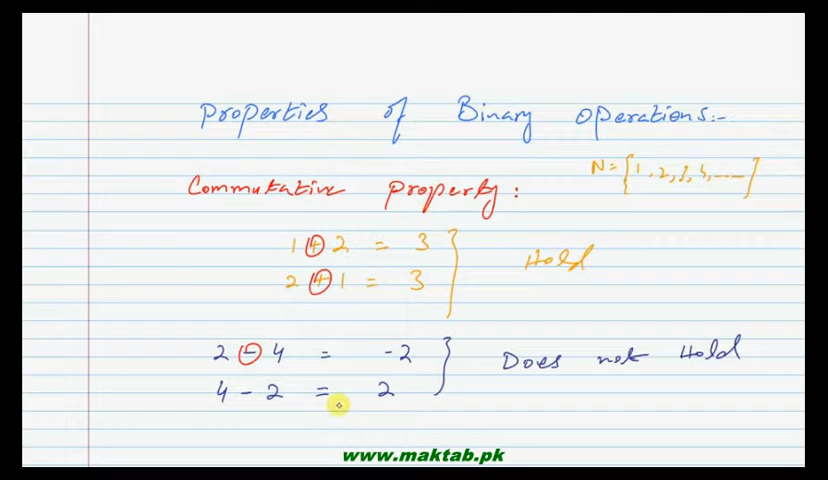 Properties of Binary Operations:-
Commutative Property:
N = {1, 2, 3, 4, ......}
1 + 2 = 3
2 + 1 = 3
Hold
2 - 4 = -2
4 - 2 = 2
Does not Hold
www.maktab.pk